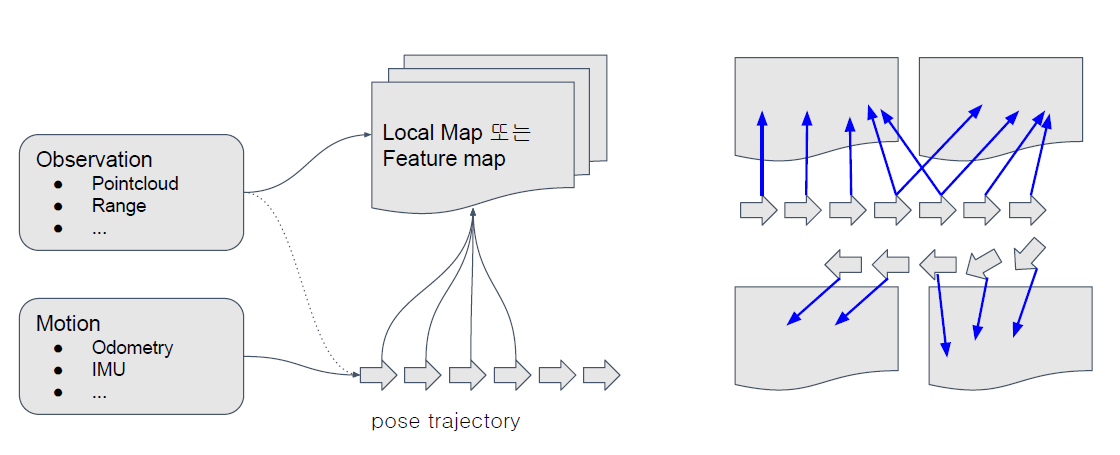 Observation
● Pointcloud
● Range
● ...
Motion
● Odometry
● IMU
● ...
Local Map 또는
Feature map
pose trajectory